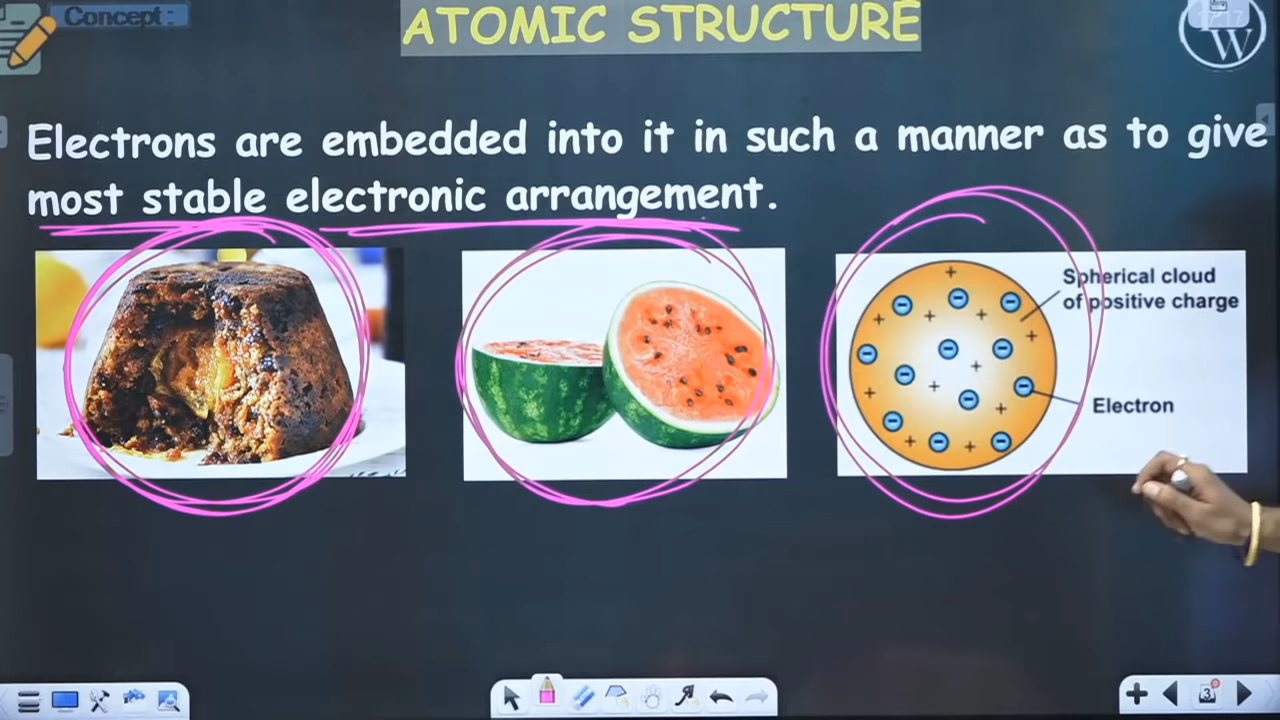 Concept :
ATOMIC STRUCTURE
W
Electrons are embedded into it in such a manner as to give
most stable electronic arrangement.
Spherical cloud
of positive charge
Electron
3